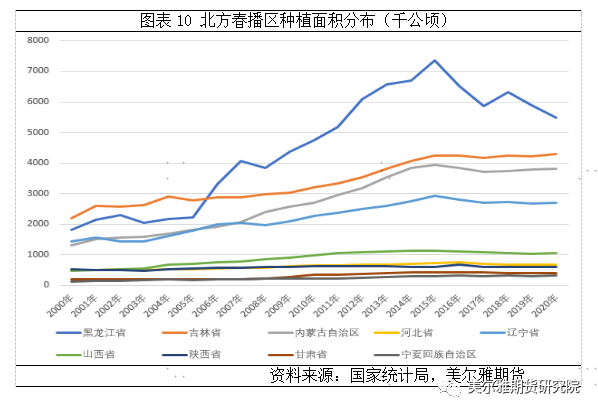 图表 10 北方春播区种植面积分布（千公顷）
8000
7000
6000
5000
4000
3000
2000
1000
0
2000年 2001年 2002年 2003年 2004年 2005年 2006年 2007年 2008年 2009年 2010年 2011年 2012年 2013年 2014年 2015年 2016年 2017年 2018年 2019年 2020年
黑龙江省 吉林省 内蒙古自治区 河北省 辽宁省
山西省 陕西省 甘肃省 宁夏回族自治区
资料来源：国家统计局，美尔雅期货
美尔雅期货研究院